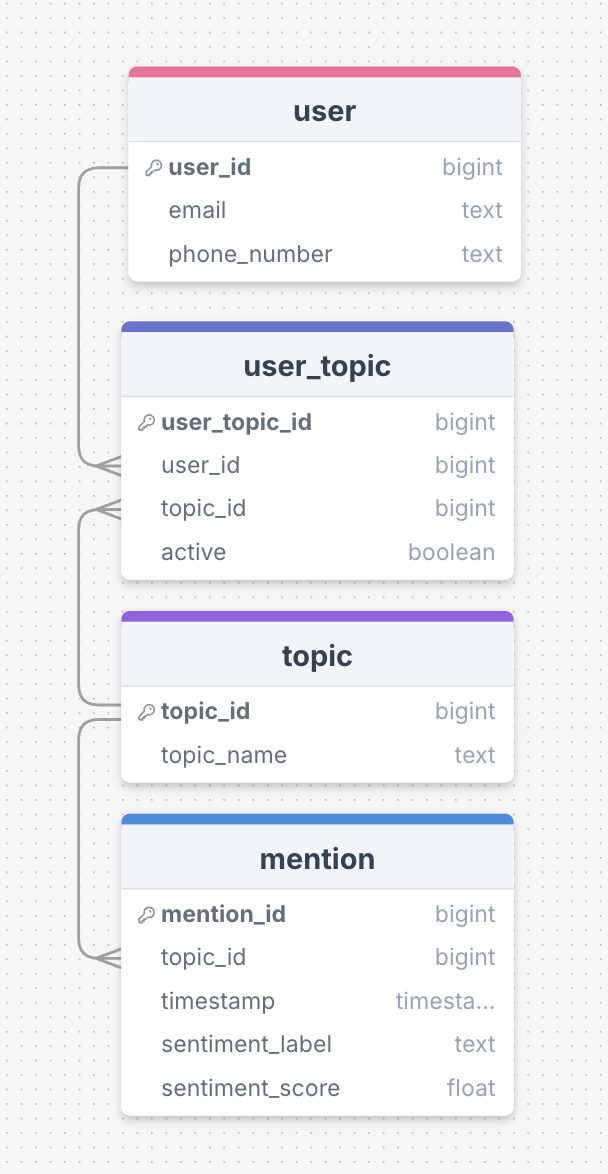 user
user_id bigint
email text
phone_number text
user_topic
user_topic_id bigint
user_id bigint
topic_id bigint
active boolean
topic
topic_id bigint
topic_name text
mention
mention_id bigint
topic_id bigint
timestamp timesta...
sentiment_label text
sentiment_score float